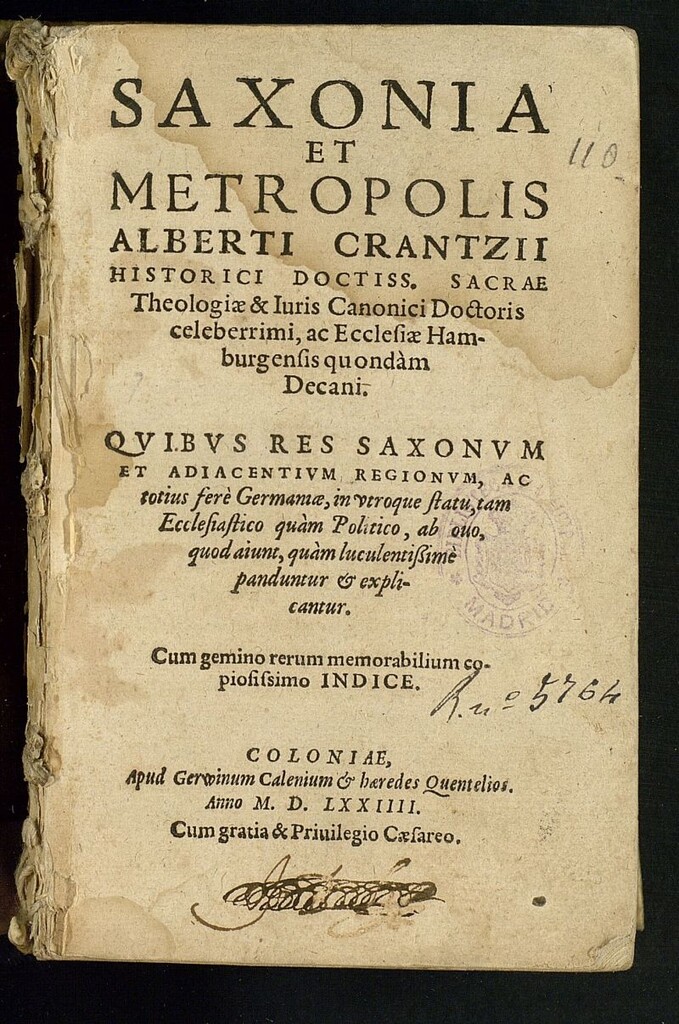 SAXONIA
110
ET
METROPOLIS
ALBERTI CRANTZII
HISTORICI DOCTISS. SACRAE
Theologiæ & Iuris Canonici Doctoris
celeberrimi, ac Eccleſiæ Ham-
burgenſis quondàm
Decani.
QVIBVS RES SAXONVM
ET ADIACENTIVM REGIONVM, AC
totius ferè Germaniæ, in vtroque ſtatu, tam
Eccleſiaſtico quàm Politico, ab ouo,
quod aiunt, quàm luculentiſsimè
panduntur & expli-
cantur.
MADRID
Cum gemino rerum memorabilium co-
pioſiſsimo INDICE.
R. nº 5764
COLONIAE,
Apud Gerwinum Calenium & hæredes Quentelios.
Anno M. D. LXXIIII.
Cum gratia & Priuilegio Cæſareo.